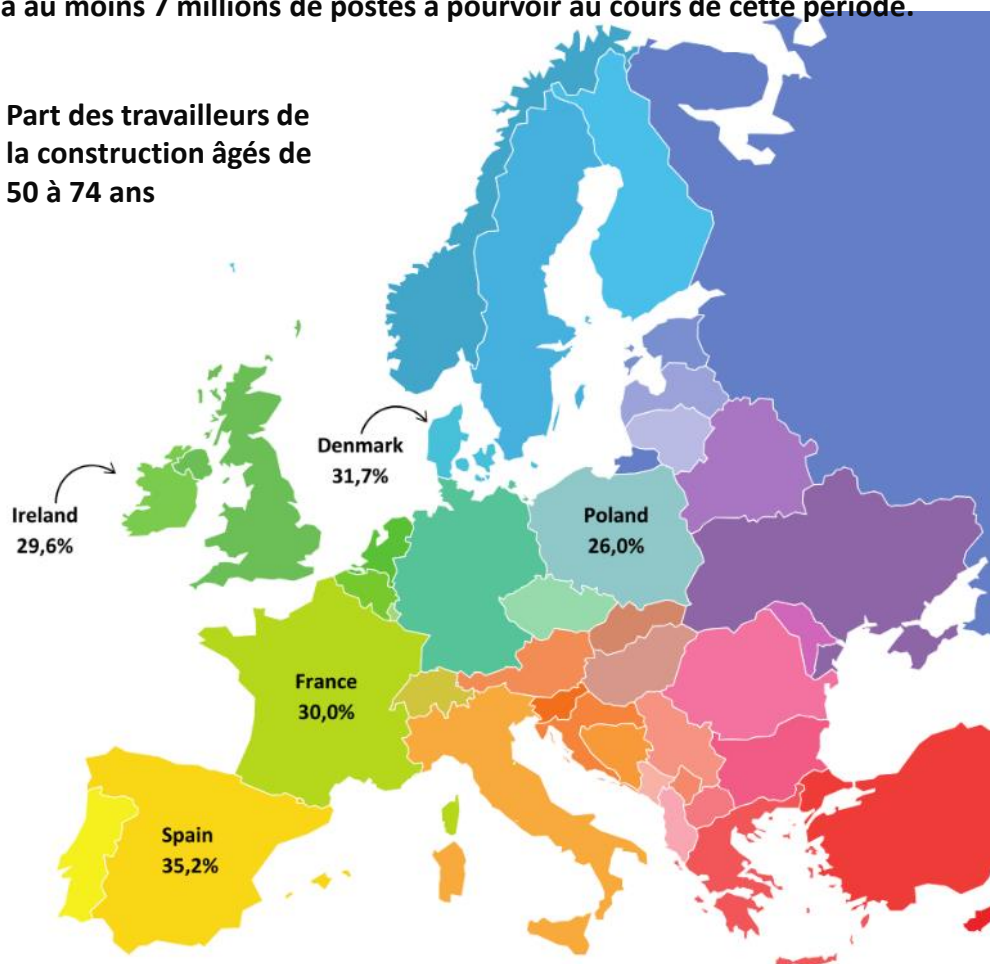 a au moins 7 millions de postes à pourvoir au cours de cette période.
Part des travailleurs de
la construction âgés de
50 à 74 ans
Denmark
31,7%
Ireland
29,6%
Poland
26,0%
France
30,0%
Spain
35,2%